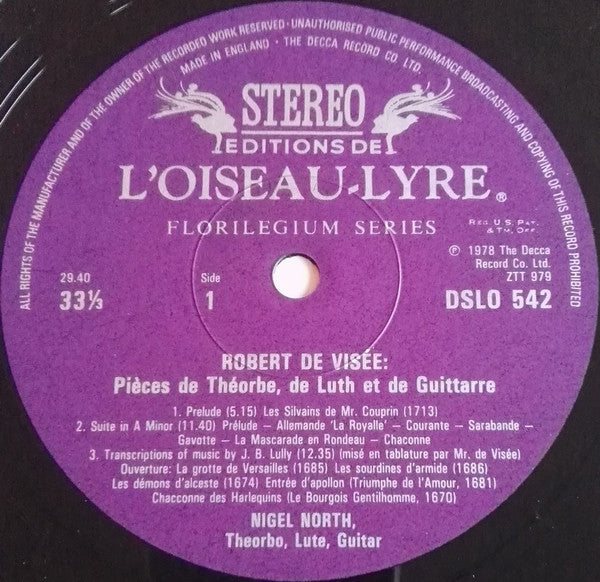 ALL RIGHTS OF THE MANUFACTURER AND OF THE OWNER OF THE RECORDED WORK RESERVED · UNAUTHORISED PUBLIC PERFORMANCE BROADCASTING AND COPYING OF THIS RECORD PROHIBITED
MADE IN ENGLAND · THE DECCA RECORD CO. LTD.
STEREO
EDITIONS DE
L'OISEAU-LYRE®
FLORILEGIUM SERIES
REG. U.S. PAT.
& TM. OFF.
℗ 1978 The Decca
Record Co. Ltd.
ZTT 979
29.40
33⅓
Side
1
DSLO 542
ROBERT DE VISÉE:
Pièces de Théorbe, de Luth et de Guittarre
1. Prelude (5.15) Les Silvains de Mr. Couprin (1713)
2. Suite in A Minor (11.40) Prélude – Allemande 'La Royalle' – Courante – Sarabande –
Gavotte – La Mascarade en Rondeau – Chaconne
3. Transcriptions of music by J. B. Lully (12.35) (misé en tablature par Mr. de Visée)
Ouverture: La grotte de Versailles (1685) Les sourdines d'armide (1686)
Les démons d'alceste (1674) Entrée d'apollon (Triumphe de l'Amour, 1681)
Chacconne des Harlequins (Le Bourgois Gentilhomme, 1670)
NIGEL NORTH,
Theorbo, Lute, Guitar